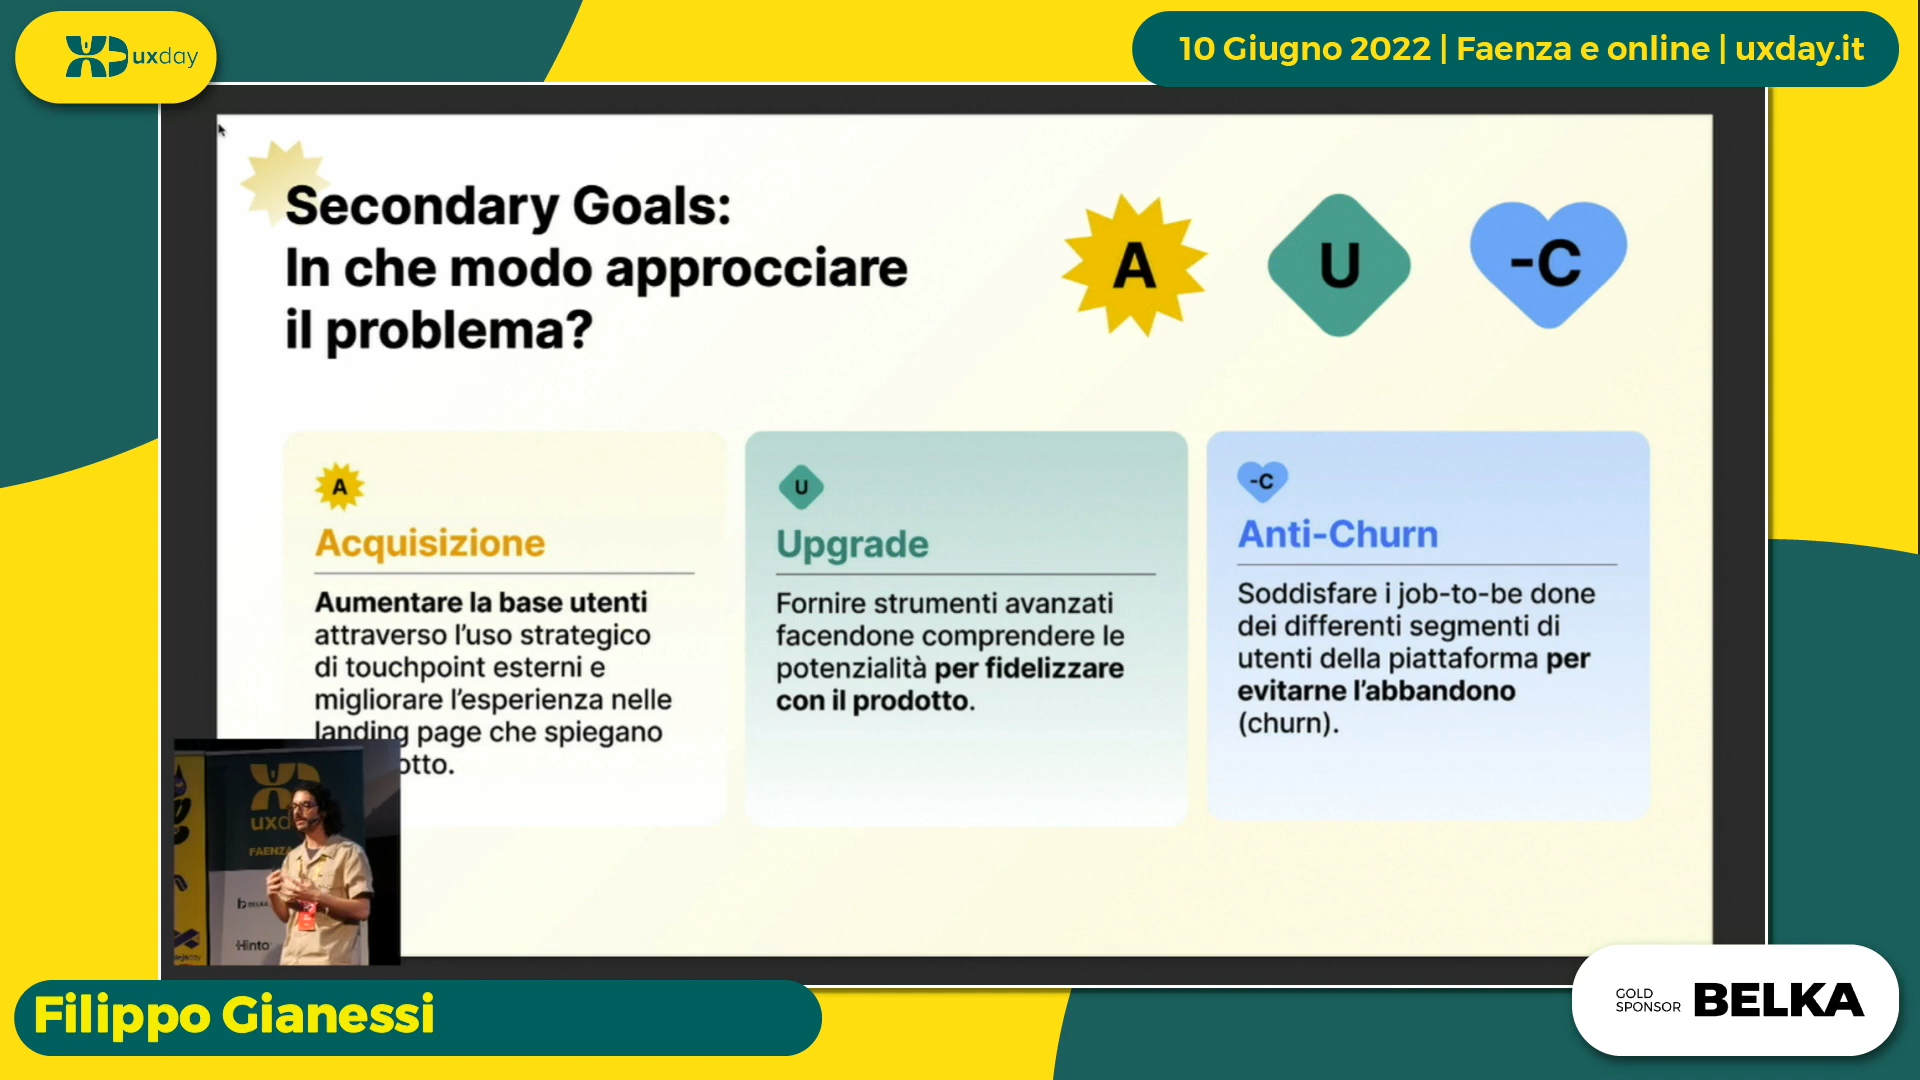 uxday
10 Giugno 2022 | Faenza e online | uxday.it
Secondary Goals:
In che modo approcciare
il problema?
A
U
-C
A
Acquisizione
Aumentare la base utenti
attraverso l'uso strategico
di touchpoint esterni e
migliorare l'esperienza nelle
landing page che spiegano
otto.
U
Upgrade
Fornire strumenti avanzati
facendone comprendere le
potenzialità per fidelizzare
con il prodotto.
-C
Anti-Churn
Soddisfare i job-to-be done
dei differenti segmenti di
utenti della piattaforma per
evitarne l'abbandono
(churn).
uxd
FAENZA
BELKA
Hinto
Filippo Gianessi
GOLD
SPONSOR
BELKA